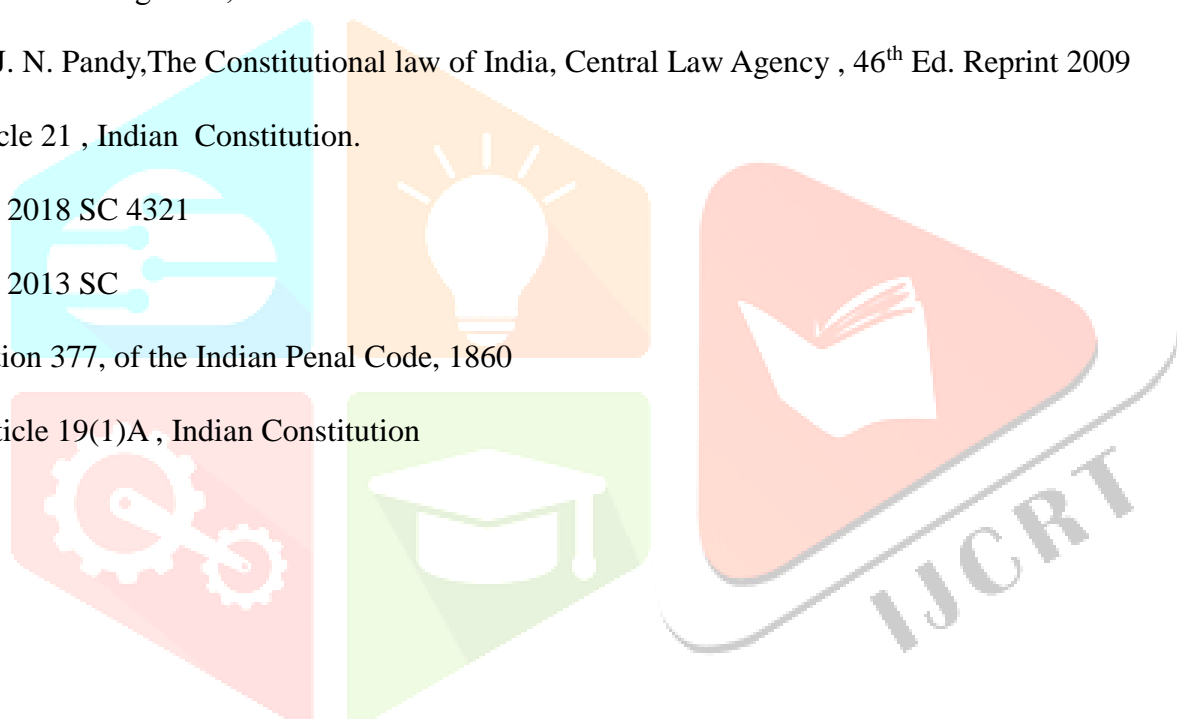 J. N. Pandy,The Constitutional law of India, Central Law Agency , 46th Ed. Reprint 2009
cle 21 , Indian Constitution.
2018 SC 4321
2013 SC
ion 377, of the Indian Penal Code, 1860
ticle 19(1)A , Indian Constitution
IJCRT